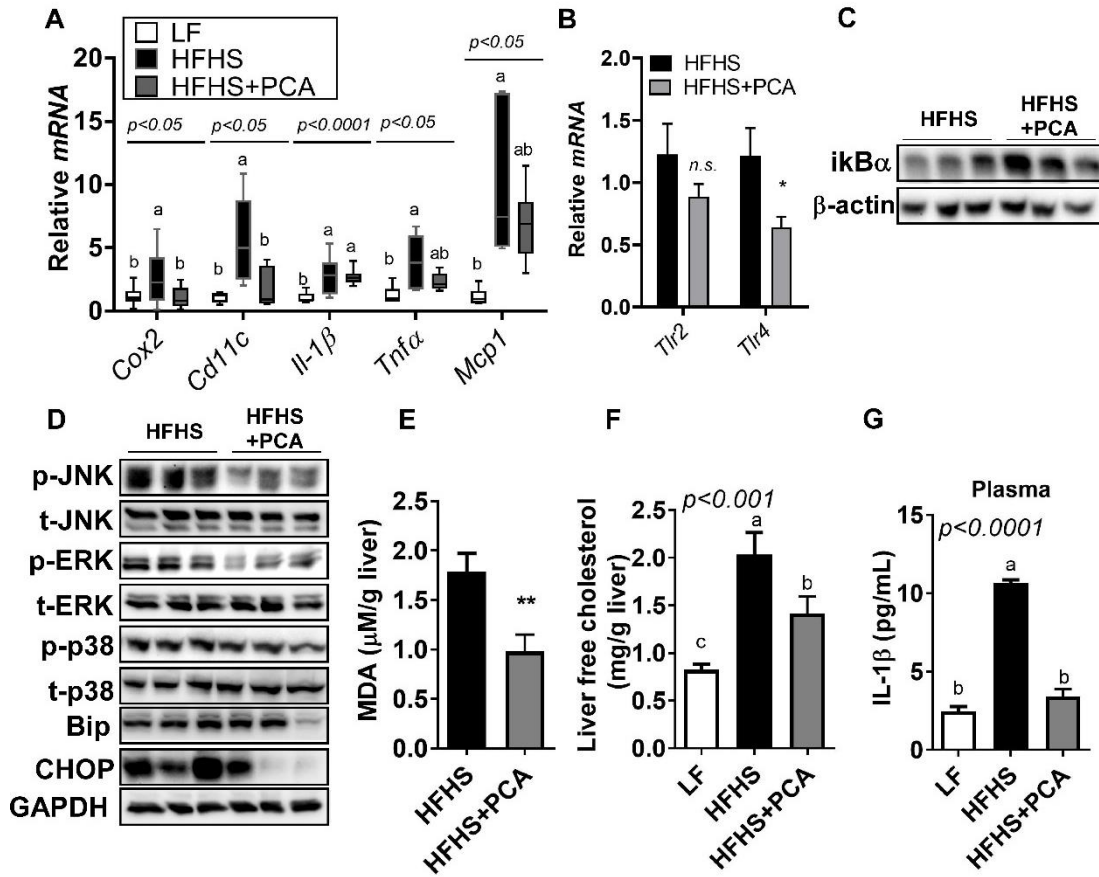 A
LF
HFHS
HFHS+PCA
Relative mRNA
20
15
10
5
0
p<0.05
p<0.05
p<0.0001
p<0.05
p<0.05
b
a
b
b
a
b
b
a
a
b
a
ab
b
a
ab
Cox2
Cd11c
Il-1β
Tnfα
Mcp1
B
HFHS
HFHS+PCA
Relative mRNA
2.0
1.5
1.0
0.5
0.0
n.s.
*
Tlr2
Tlr4
C
HFHS
HFHS
+PCA
ikBα
β-actin
D
HFHS
HFHS
+PCA
p-JNK
t-JNK
p-ERK
t-ERK
p-p38
t-p38
Bip
CHOP
GAPDH
E
MDA (µM/g liver)
2.5
2.0
1.5
1.0
0.5
0.0
**
HFHS
HFHS+PCA
F
Liver free cholesterol
(mg/g liver)
p<0.001
2.5
2.0
1.5
1.0
0.5
0.0
c
a
b
LF
HFHS
HFHS+PCA
G
Plasma
IL-1β (pg/mL)
p<0.0001
15
10
5
0
b
a
b
LF
HFHS
HFHS+PCA